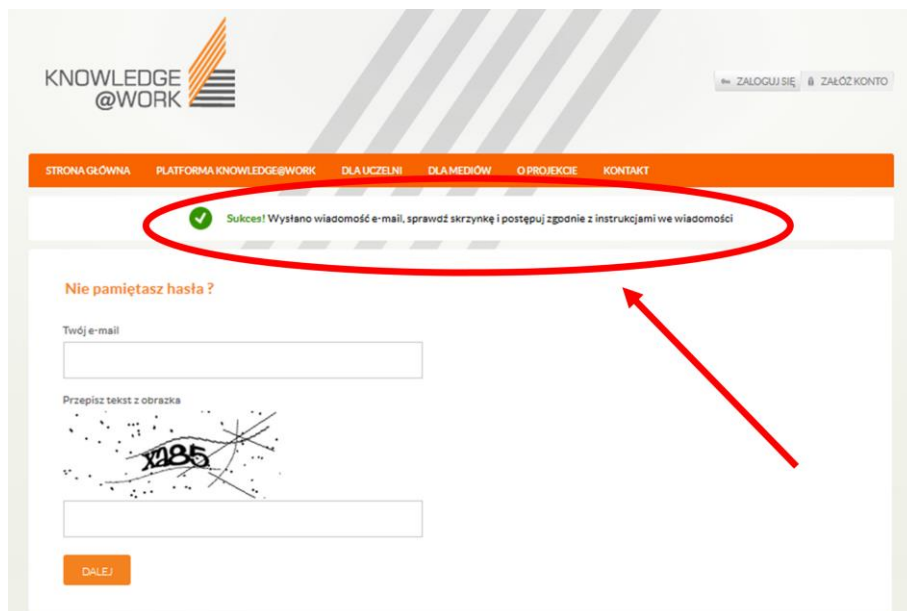 KNOWLEDGE
@WORK
ZALOGUJ SIĘ ZAŁÓŻ KONTO
STRONA GŁÓWNA PLATFORMA KNOWLEDGE@WORK DLA UCZELNI DLA MEDIÓW O PROJEKCIE KONTAKT
Sukces! Wysłano wiadomość e-mail, sprawdź skrzynkę i postępuj zgodnie z instrukcjami we wiadomości
Nie pamiętasz hasła ?
Twój e-mail
Przepisz tekst z obrazka
DALEJ